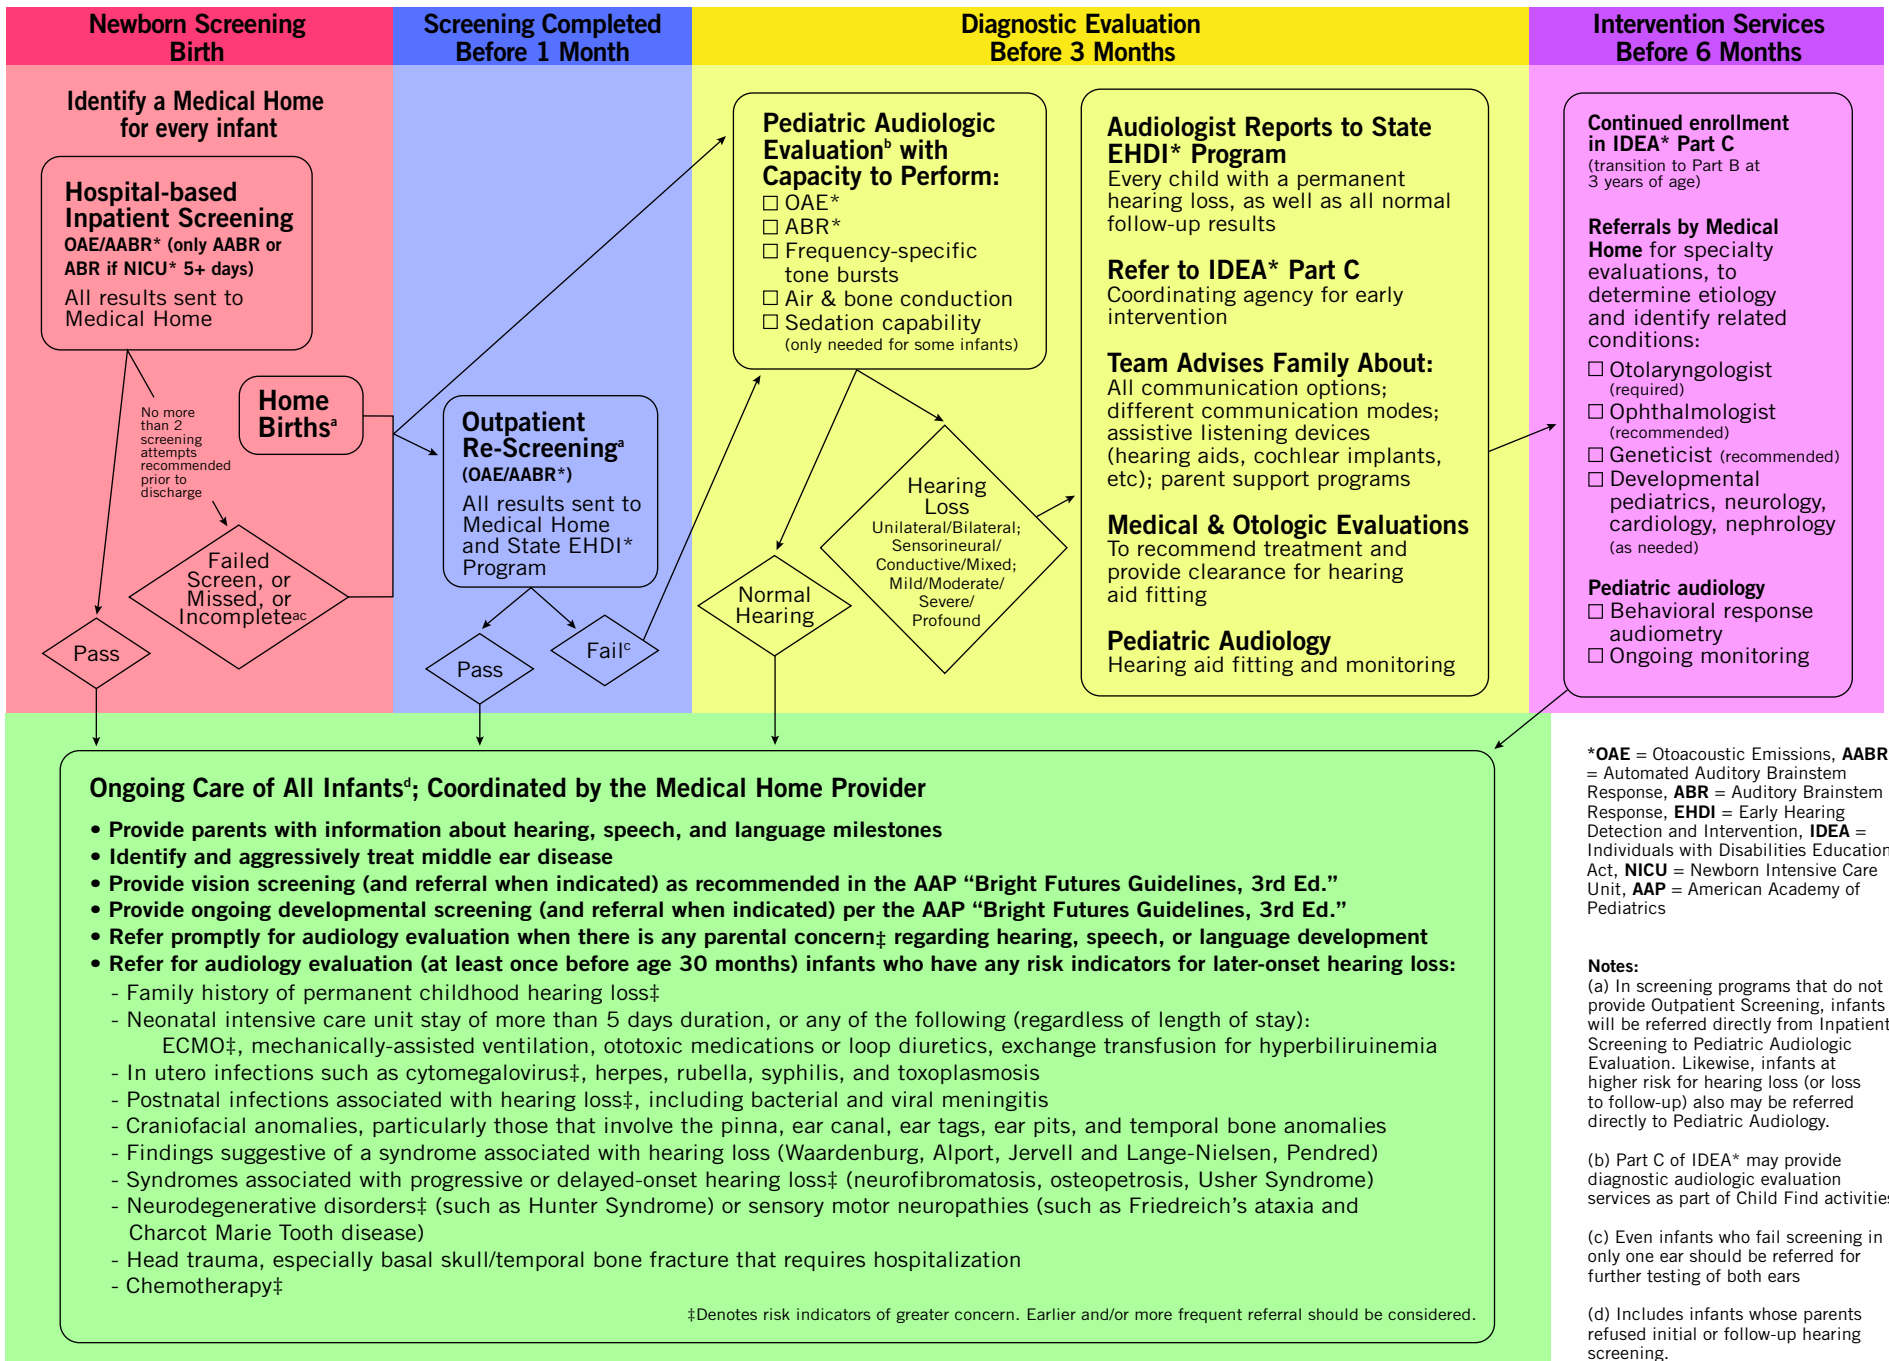 Newborn Screening
Birth
Screening Completed
Before 1 Month
Diagnostic Evaluation
Before 3 Months
Intervention Services
Before 6 Months
Identify a Medical Home
for every infant
Hospital-based
Inpatient Screening
OAE/AABR* (only AABR or
ABR if NICU* 5+ days)
All results sent to
Medical Home
No more
than 2
screening
attempts
recommended
prior to
discharge
Home
Birthsᵃ
Failed
Screen, or
Missed, or
Incompleteᵃᶜ
Pass
Outpatient
Re-Screeningᵃ
(OAE/AABR*)
All results sent to
Medical Home
and State EHDI*
Program
Pass
Failᶜ
Pediatric Audiologic
Evaluationᵇ with
Capacity to Perform:
☐ OAE*
☐ ABR*
☐ Frequency-specific
tone bursts
☐ Air & bone conduction
☐ Sedation capability
(only needed for some infants)
Normal
Hearing
Hearing
Loss
Unilateral/Bilateral;
Sensorineural/
Conductive/Mixed;
Mild/Moderate/
Severe/
Profound
Audiologist Reports to State
EHDI* Program
Every child with a permanent
hearing loss, as well as all normal
follow-up results
Refer to IDEA* Part C
Coordinating agency for early
intervention
Team Advises Family About:
All communication options;
different communication modes;
assistive listening devices
(hearing aids, cochlear implants,
etc); parent support programs
Medical & Otologic Evaluations
To recommend treatment and
provide clearance for hearing
aid fitting
Pediatric Audiology
Hearing aid fitting and monitoring
Continued enrollment
in IDEA* Part C
(transition to Part B at
3 years of age)
Referrals by Medical
Home for specialty
evaluations, to
determine etiology
and identify related
conditions:
☐ Otolaryngologist
(required)
☐ Ophthalmologist
(recommended)
☐ Geneticist (recommended)
☐ Developmental
pediatrics, neurology,
cardiology, nephrology
(as needed)
Pediatric audiology
☐ Behavioral response
audiometry
☐ Ongoing monitoring
Ongoing Care of All Infantsᵈ; Coordinated by the Medical Home Provider
• Provide parents with information about hearing, speech, and language milestones
• Identify and aggressively treat middle ear disease
• Provide vision screening (and referral when indicated) as recommended in the AAP “Bright Futures Guidelines, 3rd Ed.”
• Provide ongoing developmental screening (and referral when indicated) per the AAP “Bright Futures Guidelines, 3rd Ed.”
• Refer promptly for audiology evaluation when there is any parental concern‡ regarding hearing, speech, or language development
• Refer for audiology evaluation (at least once before age 30 months) infants who have any risk indicators for later-onset hearing loss:
- Family history of permanent childhood hearing loss‡
- Neonatal intensive care unit stay of more than 5 days duration, or any of the following (regardless of length of stay):
ECMO‡, mechanically-assisted ventilation, ototoxic medications or loop diuretics, exchange transfusion for hyperbiliruinemia
- In utero infections such as cytomegalovirus‡, herpes, rubella, syphilis, and toxoplasmosis
- Postnatal infections associated with hearing loss‡, including bacterial and viral meningitis
- Craniofacial anomalies, particularly those that involve the pinna, ear canal, ear tags, ear pits, and temporal bone anomalies
- Findings suggestive of a syndrome associated with hearing loss (Waardenburg, Alport, Jervell and Lange-Nielsen, Pendred)
- Syndromes associated with progressive or delayed-onset hearing loss‡ (neurofibromatosis, osteopetrosis, Usher Syndrome)
- Neurodegenerative disorders‡ (such as Hunter Syndrome) or sensory motor neuropathies (such as Friedreich’s ataxia and
Charcot Marie Tooth disease)
- Head trauma, especially basal skull/temporal bone fracture that requires hospitalization
- Chemotherapy‡
‡Denotes risk indicators of greater concern. Earlier and/or more frequent referral should be considered.
*OAE = Otoacoustic Emissions, AABR
= Automated Auditory Brainstem
Response, ABR = Auditory Brainstem
Response, EHDI = Early Hearing
Detection and Intervention, IDEA =
Individuals with Disabilities Education
Act, NICU = Newborn Intensive Care
Unit, AAP = American Academy of
Pediatrics
Notes:
(a) In screening programs that do not
provide Outpatient Screening, infants
will be referred directly from Inpatient
Screening to Pediatric Audiologic
Evaluation. Likewise, infants at
higher risk for hearing loss (or loss
to follow-up) also may be referred
directly to Pediatric Audiology.
(b) Part C of IDEA* may provide
diagnostic audiologic evaluation
services as part of Child Find activities
(c) Even infants who fail screening in
only one ear should be referred for
further testing of both ears
(d) Includes infants whose parents
refused initial or follow-up hearing
screening.